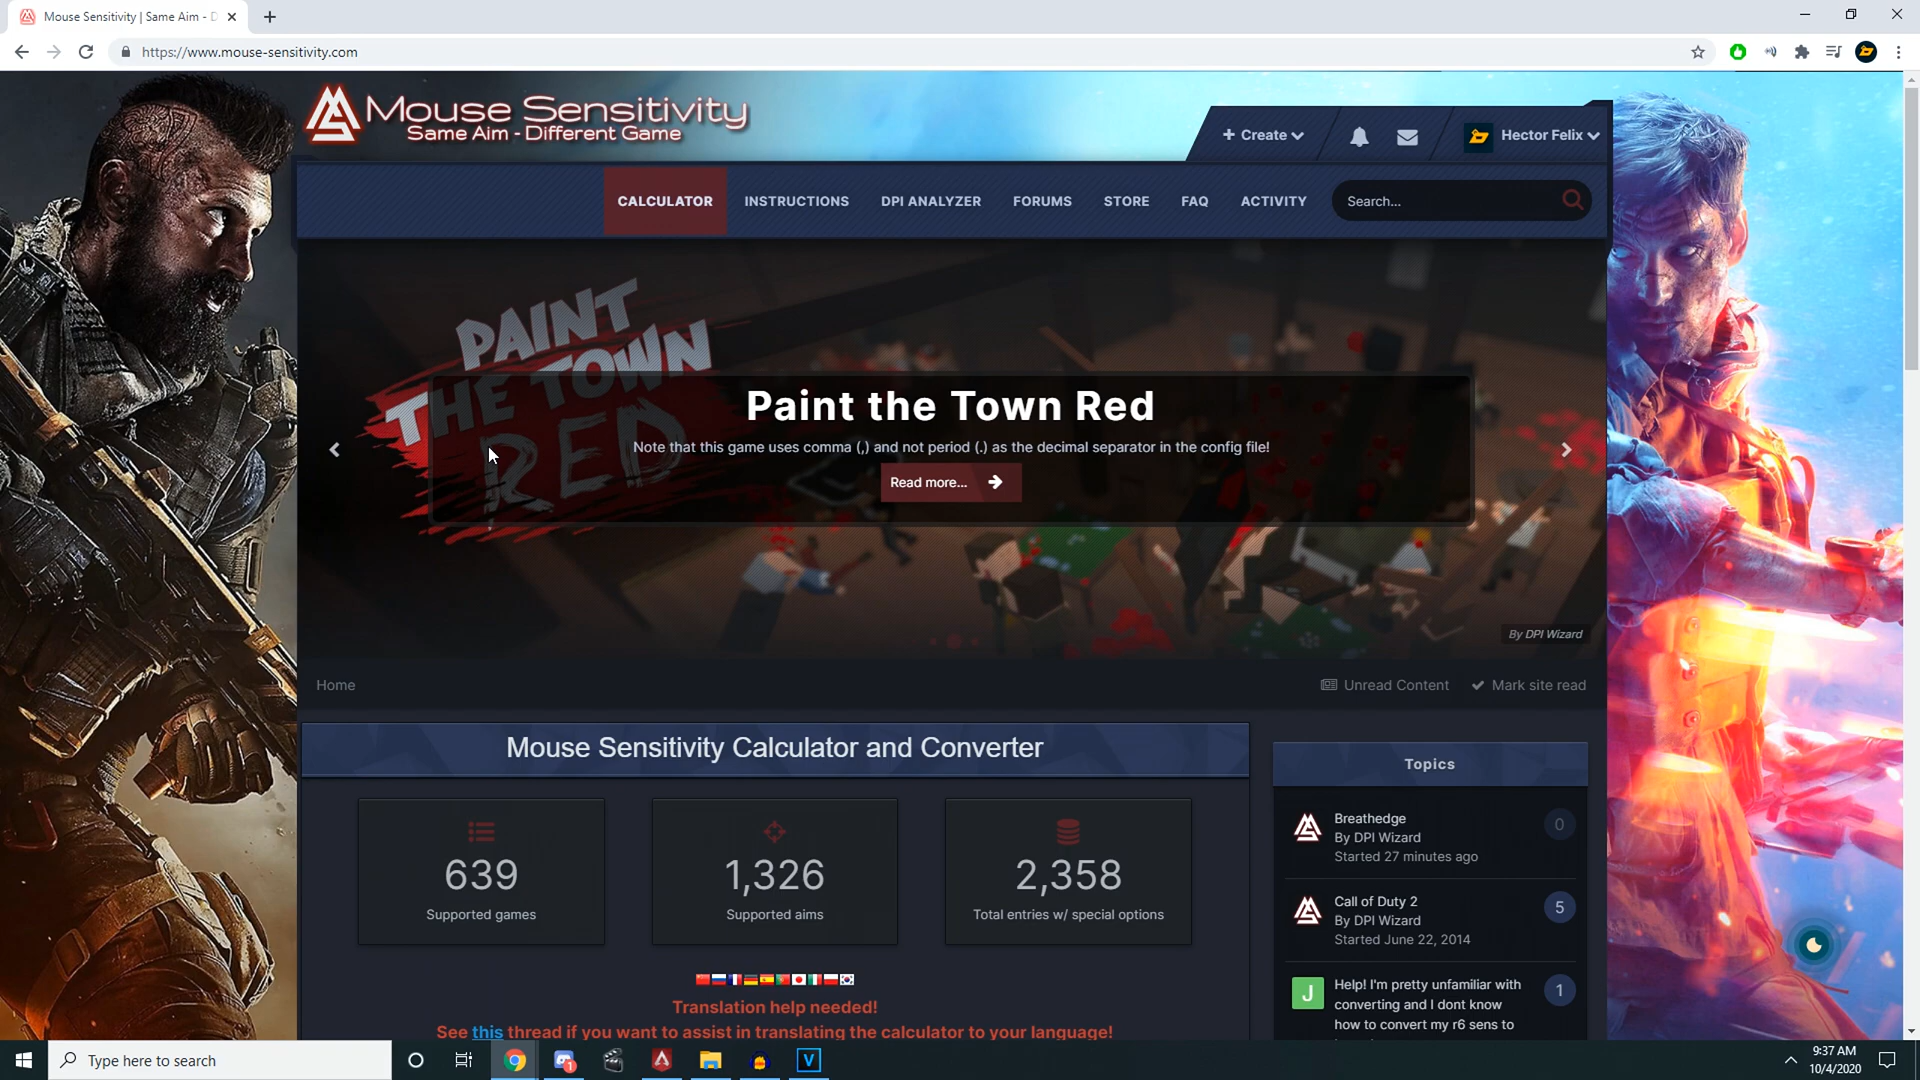 Mouse Sensitivity | Same Aim - D
https://www.mouse-sensitivity.com
Mouse Sensitivity
Same Aim - Different Game
+ Create
Hector Felix
CALCULATOR
INSTRUCTIONS
DPI ANALYZER
FORUMS
STORE
FAQ
ACTIVITY
Search...
PAINT
THE TOWN
RED
Paint the Town Red
Note that this game uses comma (,) and not period (.) as the decimal separator in the config file!
Read more...
By DPI Wizard
Home
Unread Content
Mark site read
Mouse Sensitivity Calculator and Converter
639
Supported games
1,326
Supported aims
2,358
Total entries w/ special options
Translation help needed!
See this thread if you want to assist in translating the calculator to your language!
Topics
Breathedge
By DPI Wizard
Started 27 minutes ago
0
Call of Duty 2
By DPI Wizard
Started June 22, 2014
5
J
Help! I'm pretty unfamiliar with
converting and I dont know
how to convert my r6 sens to
1
Type here to search
1
V
9:37 AM
10/4/2020